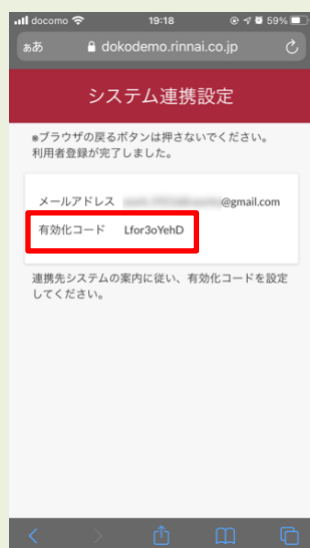 docomo 19:18 59%
ぁあ dokodemo.rinnai.co.jp
システム連携設定
※ブラウザの戻るボタンは押さないでください。
利用者登録が完了しました。
メールアドレス @gmail.com
有効化コード Lfor3oYehD
連携先システムの案内に従い、有効化コードを設定
してください。